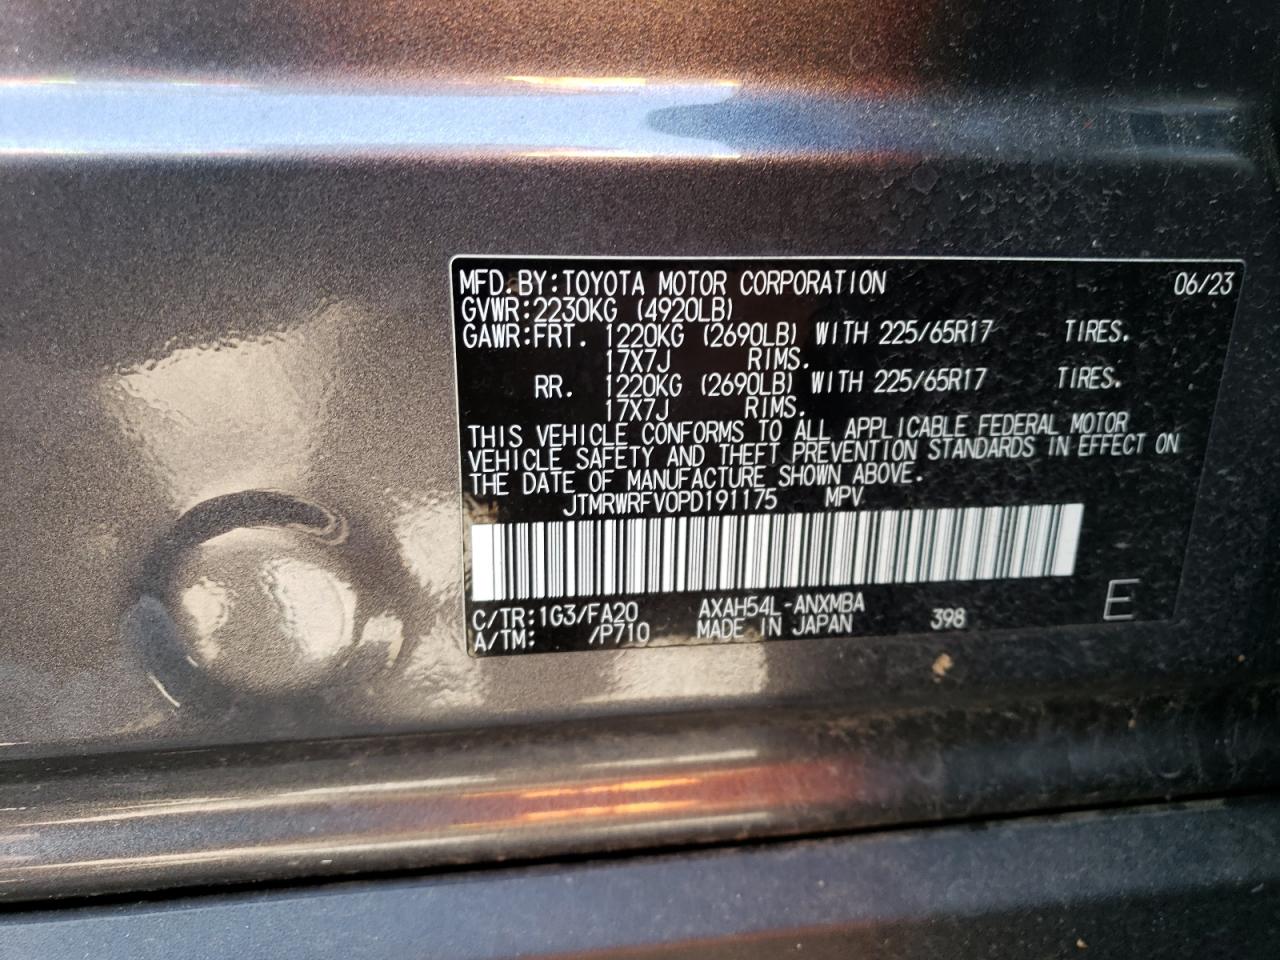 MFD. BY: TOYOTA MOTOR CORPORATION 06/23
GVWR: 2230KG (4920LB)
GAWR: FRT. 1220KG (2690LB) WITH 225/65R17 TIRES.
17X7J RIMS.
RR. 1220KG (2690LB) WITH 225/65R17 TIRES.
17X7J RIMS.
THIS VEHICLE CONFORMS TO ALL APPLICABLE FEDERAL MOTOR
VEHICLE SAFETY AND THEFT PREVENTION STANDARDS IN EFFECT ON
THE DATE OF MANUFACTURE SHOWN ABOVE.
JTMRWRFV0PD191175 MPV
C/TR: 1G3/FA20 AXAH54L-ANXMBA 398 E
A/TM: /P710 MADE IN JAPAN